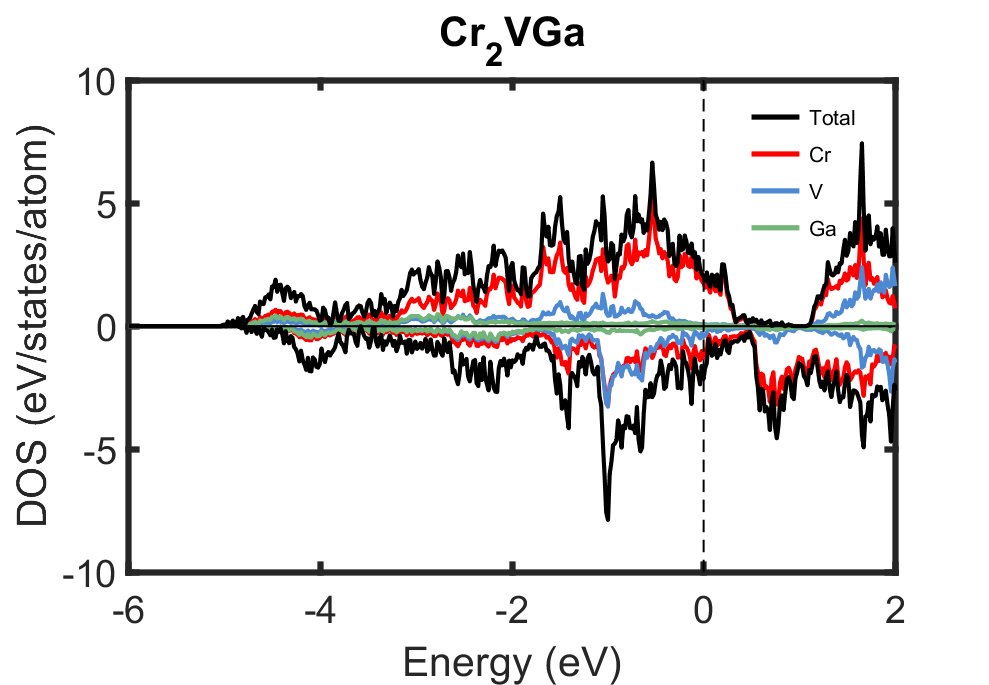 Cr2VGa
10
5
0
-5
-10
DOS (eV/states/atom)
Total
Cr
V
Ga
-6 -4 -2 0 2
Energy (eV)